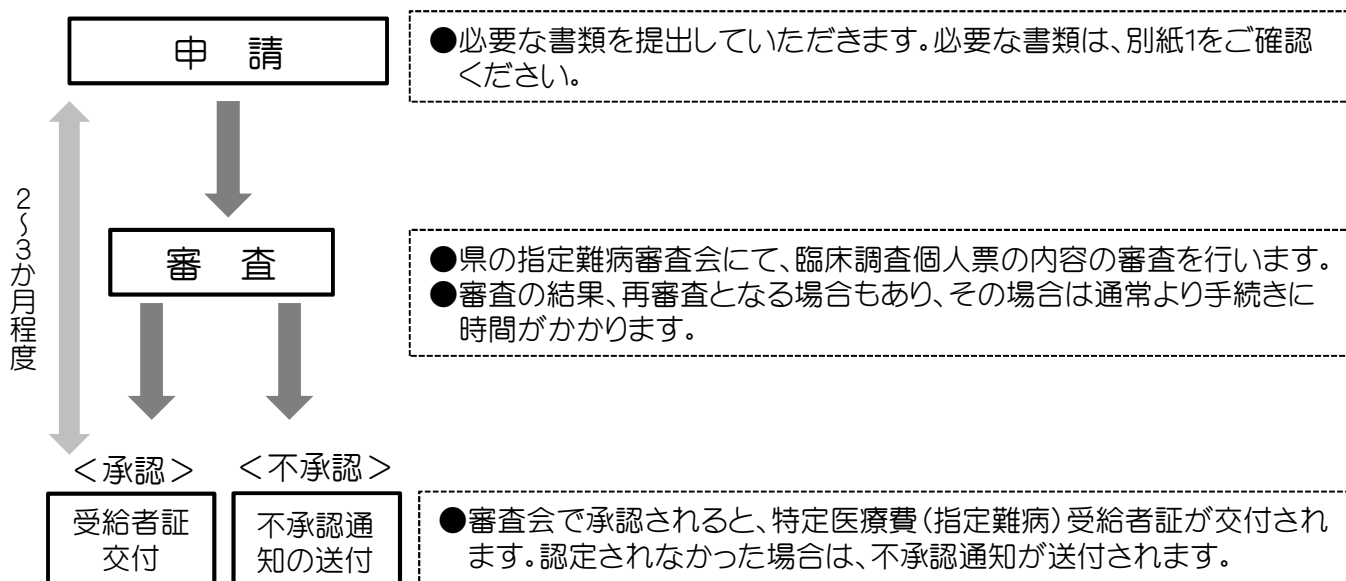 申　請
●必要な書類を提出していただきます。必要な書類は、別紙1をご確認
ください。
2～3か月程度
審　査
●県の指定難病審査会にて、臨床調査個人票の内容の審査を行います。
●審査の結果、再審査となる場合もあり、その場合は通常より手続きに
時間がかかります。
＜承認＞
＜不承認＞
受給者証
交付
不承認通
知の送付
●審査会で承認されると、特定医療費（指定難病）受給者証が交付され
ます。認定されなかった場合は、不承認通知が送付されます。